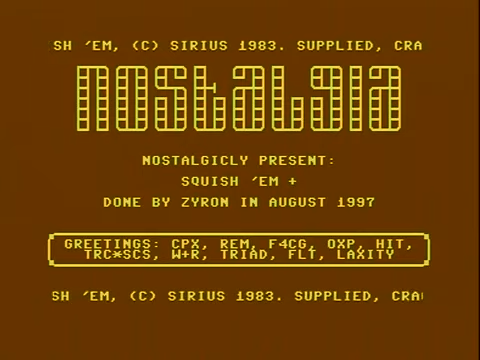 SH 'EM, (C) SIRIUS 1983. SUPPLIED, CRA
nostalgia
NOSTALGICLY PRESENT:
SQUISH 'EM +
DONE BY ZYRON IN AUGUST 1997
GREETINGS: CPX, REM, F4CG, OXP, HIT,
TRC*SCS, W+R, TRIAD, FLT, LAXITY
SH 'EM, (C) SIRIUS 1983. SUPPLIED, CRA